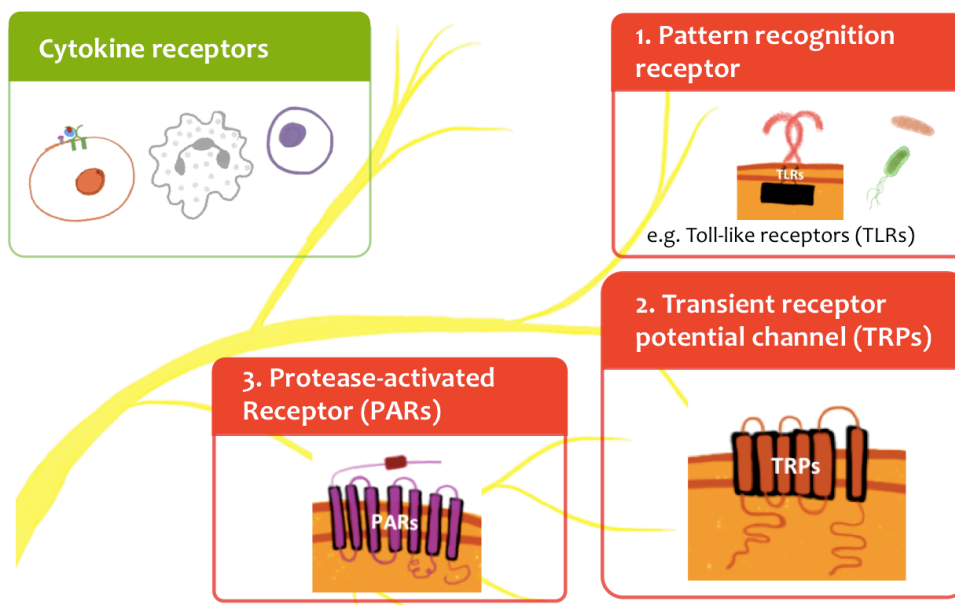 Cytokine receptors
1. Pattern recognition
receptor
TLRs
e.g. Toll-like receptors (TLRs)
2. Transient receptor
potential channel (TRPs)
TRPs
3. Protease-activated
Receptor (PARs)
PARs